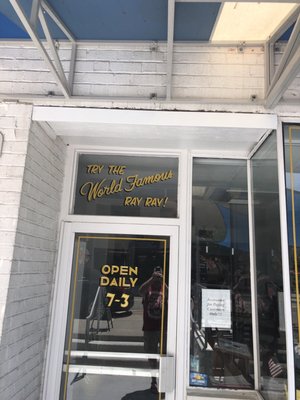 TRY THE
World Famous
RAY RAY!
OPEN
DAILY
7-3